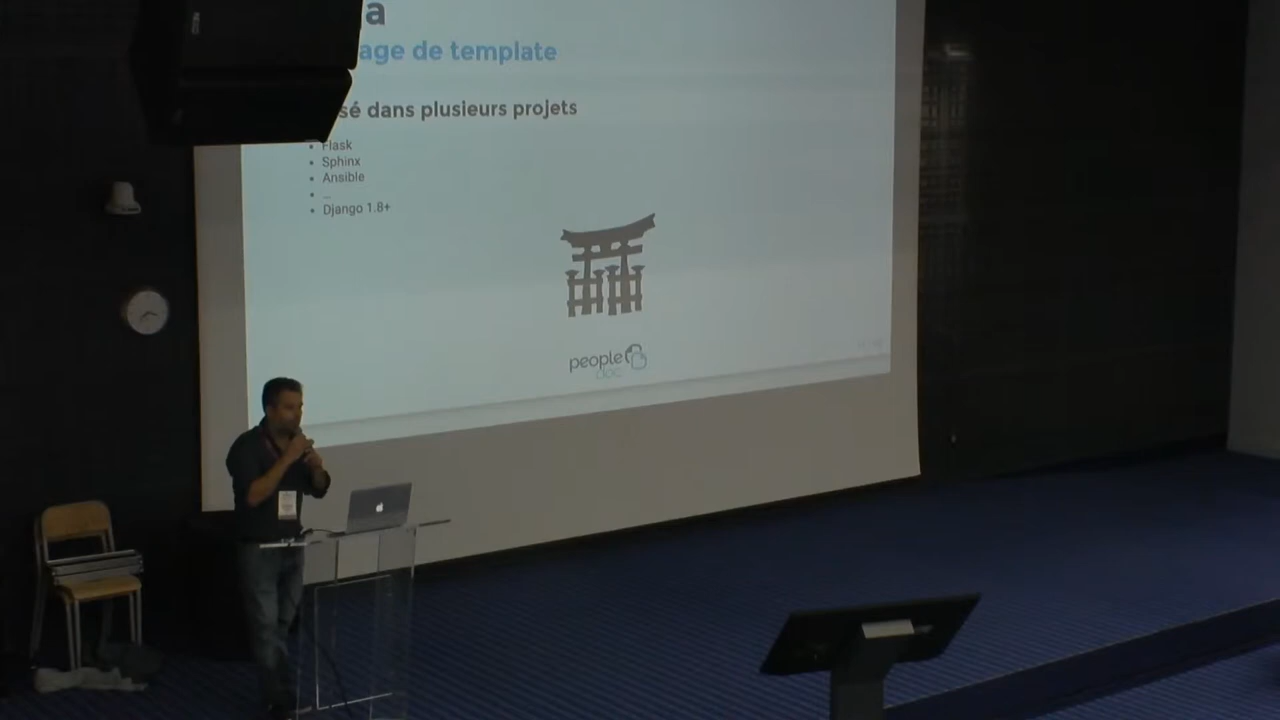 a
age de template
sé dans plusieurs projets
• Flask
• Sphinx
• Ansible
• ...
• Django 1.8+
people
doc